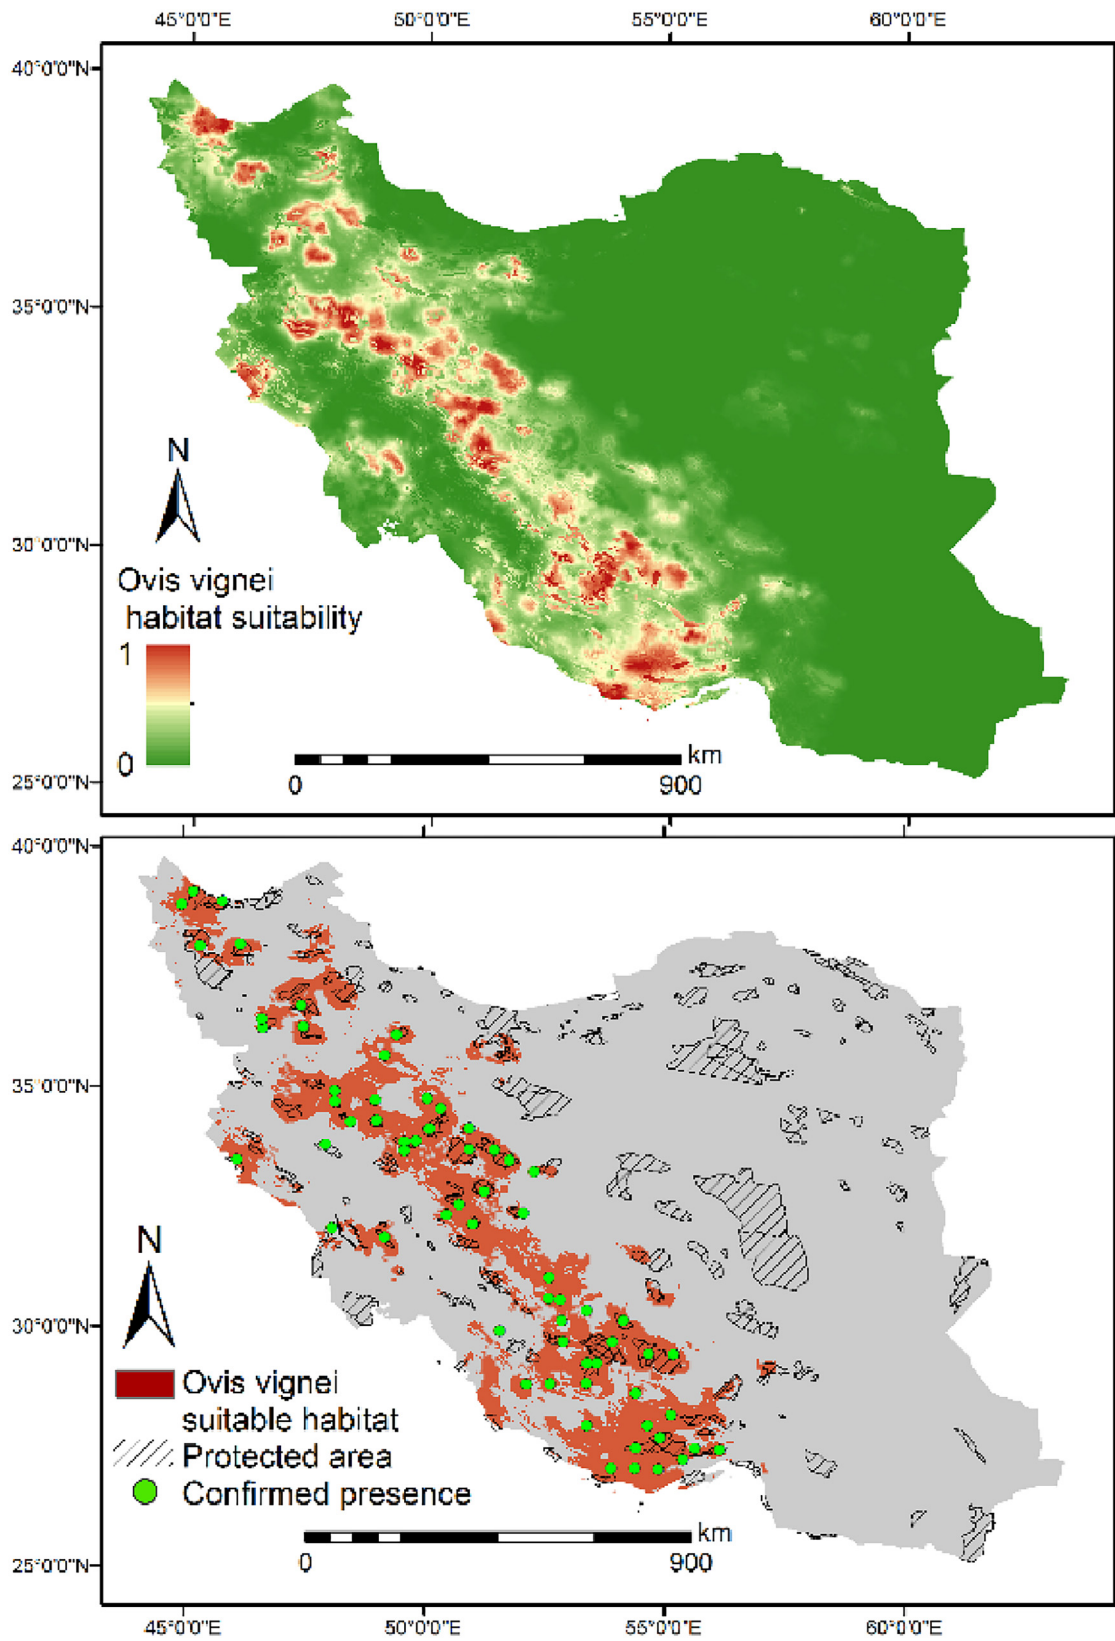 45°0'0"E 50°0'0"E 55°0'0"E 60°0'0"E
40°0'0"N
35°0'0"N
N
30°0'0"N
Ovis vignei
habitat suitability
1
0
km
0 900
25°0'0"N
40°0'0"N
35°0'0"N
N
30°0'0"N
Ovis vignei
suitable habitat
Protected area
Confirmed presence
km
0 900
25°0'0"N
45°0'0"E 50°0'0"E 55°0'0"E 60°0'0"E